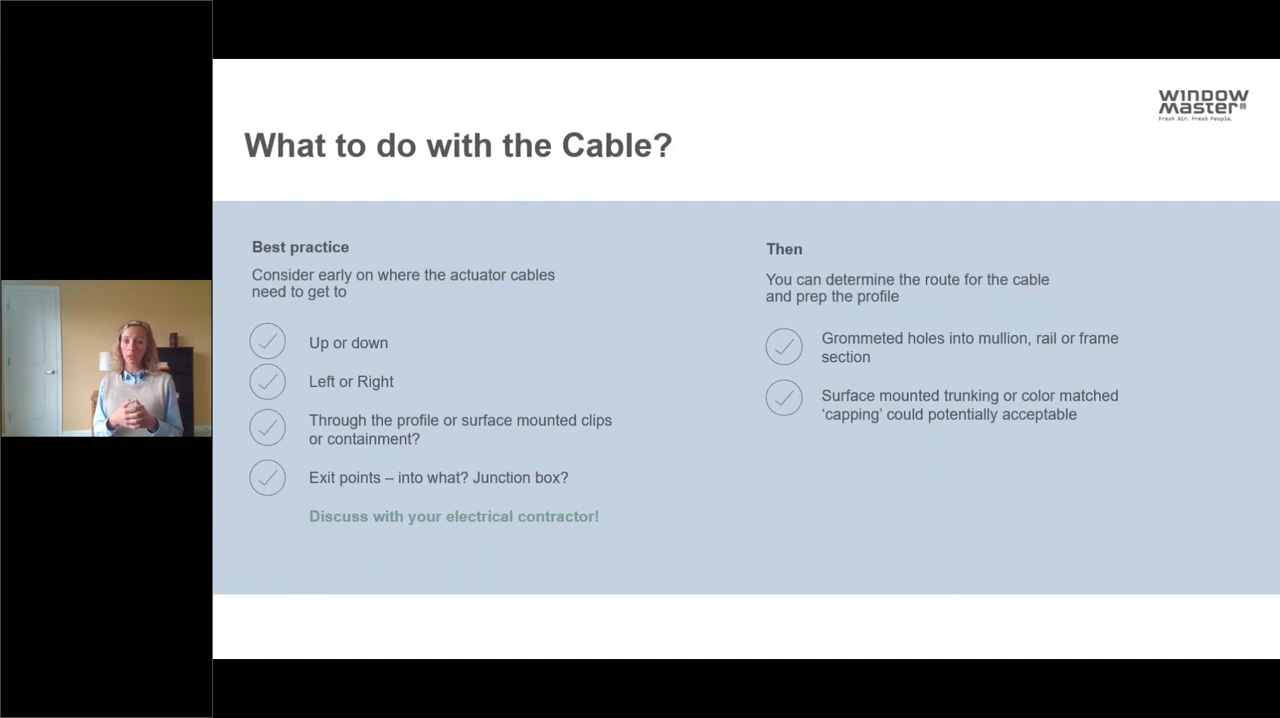 WINDOW
Master®
Fresh Air. Fresh People.
What to do with the Cable?
Best practice
Consider early on where the actuator cables
need to get to
Up or down
Left or Right
Through the profile or surface mounted clips
or containment?
Exit points – into what? Junction box?
Discuss with your electrical contractor!
Then
You can determine the route for the cable
and prep the profile
Grommeted holes into mullion, rail or frame
section
Surface mounted trunking or color matched
‘capping’ could potentially acceptable